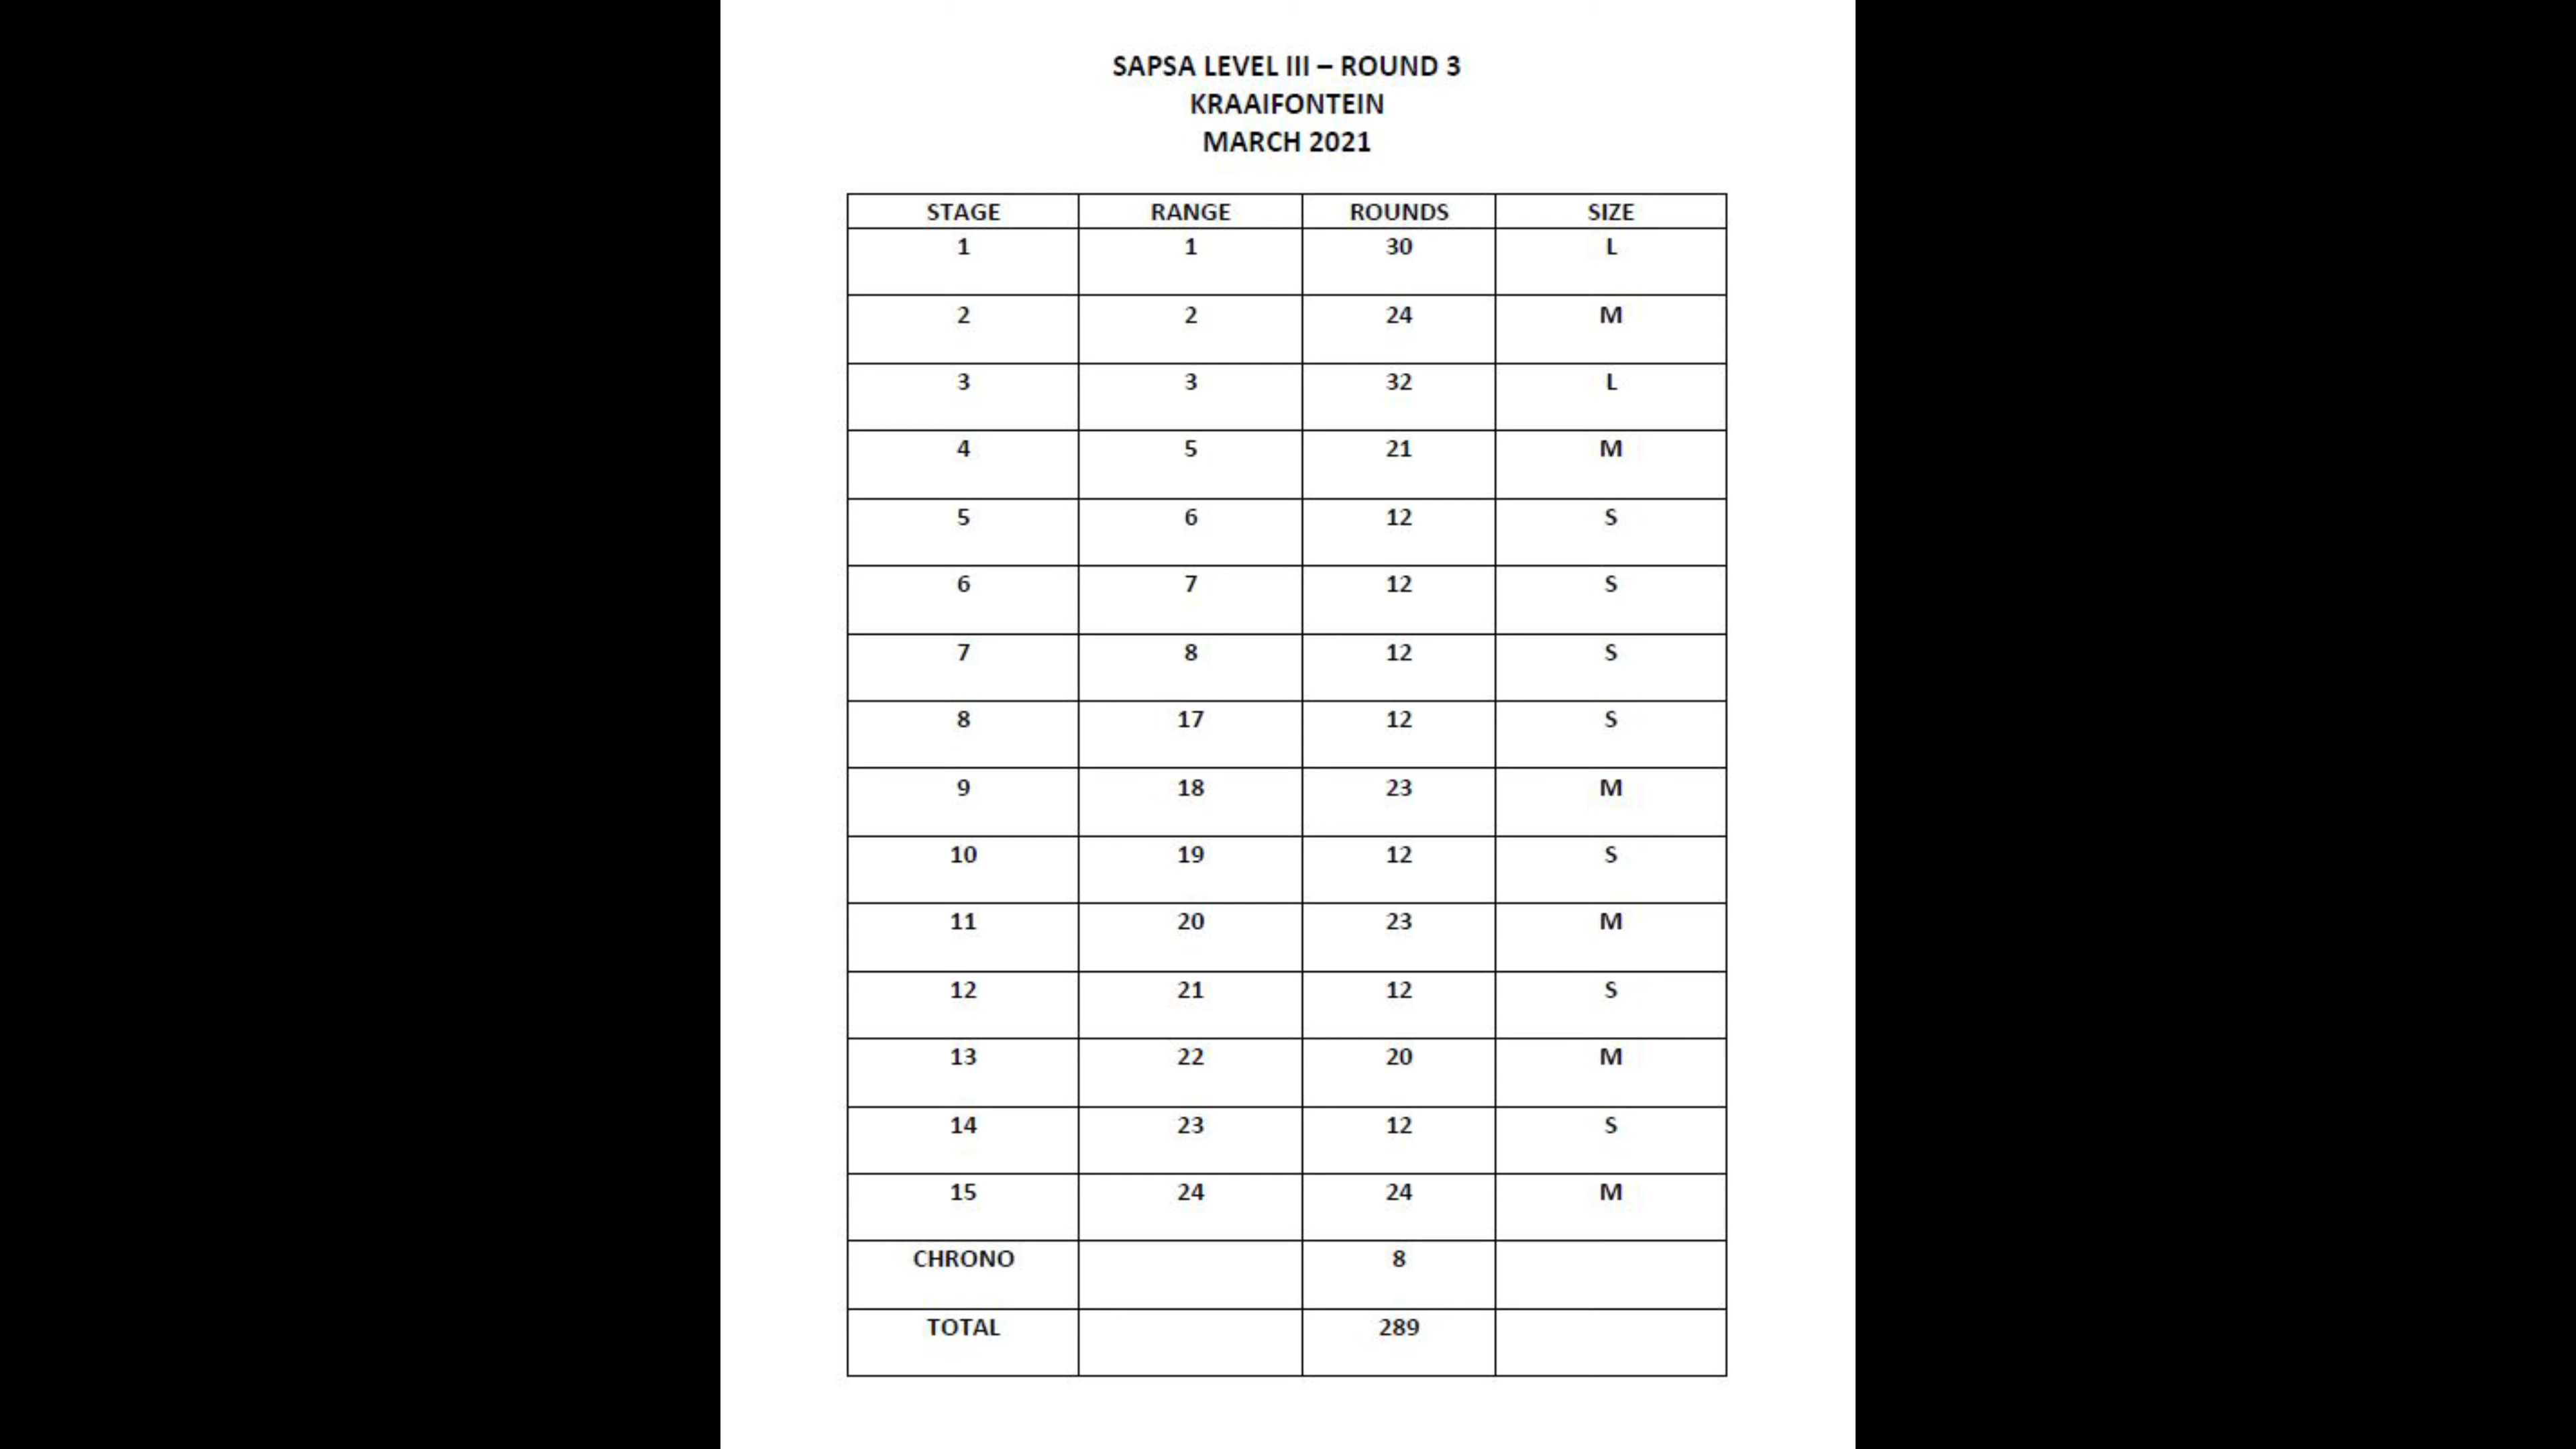 SAPSA LEVEL III – ROUND 3
KRAAIFONTEIN
MARCH 2021
STAGE RANGE ROUNDS SIZE
1 1 30 L
2 2 24 M
3 3 32 L
4 5 21 M
5 6 12 S
6 7 12 S
7 8 12 S
8 17 12 S
9 18 23 M
10 19 12 S
11 20 23 M
12 21 12 S
13 22 20 M
14 23 12 S
15 24 24 M
CHRONO 8
TOTAL 289